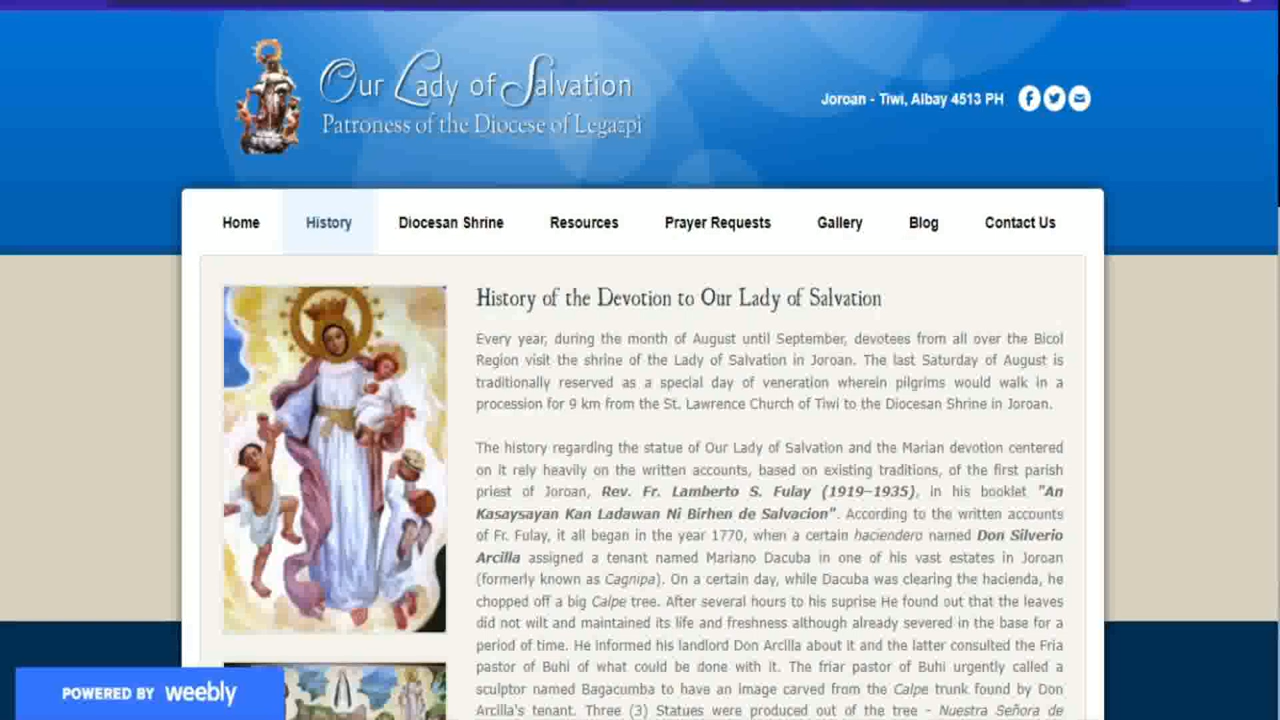 Our Lady of Salvation
Patroness of the Diocese of Legazpi
Joroan - Tiwi, Albay 4513 PH
Home History Diocesan Shrine Resources Prayer Requests Gallery Blog Contact Us
History of the Devotion to Our Lady of Salvation
Every year, during the month of August until September, devotees from all over the Bicol
Region visit the shrine of the Lady of Salvation in Joroan. The last Saturday of August is
traditionally reserved as a special day of veneration wherein pilgrims would walk in a
procession for 9 km from the St. Lawrence Church of Tiwi to the Diocesan Shrine in Joroan.
The history regarding the statue of Our Lady of Salvation and the Marian devotion centered
on it rely heavily on the written accounts, based on existing traditions, of the first parish
priest of Joroan, Rev. Fr. Lamberto S. Fulay (1919–1935), in his booklet "An
Kasaysayan Kan Ladawan Ni Birhen de Salvacion". According to the written accounts
of Fr. Fulay, it all began in the year 1770, when a certain haciendero named Don Silverio
Arcilla assigned a tenant named Mariano Dacuba in one of his vast estates in Joroan
(formerly known as Cagnipa). On a certain day, while Dacuba was clearing the hacienda, he
chopped off a big Calpe tree. After several hours to his suprise He found out that the leaves
did not wilt and maintained its life and freshness although already severed in the base for a
period of time. He informed his landlord Don Arcilla about it and the latter consulted the Fria
pastor of Buhi of what could be done with it. The friar pastor of Buhi urgently called a
sculptor named Bagacumba to have an image carved from the Calpe trunk found by Don
Arcilla's tenant. Three (3) Statues were produced out of the tree - Nuestra Señora de
POWERED BY weebly